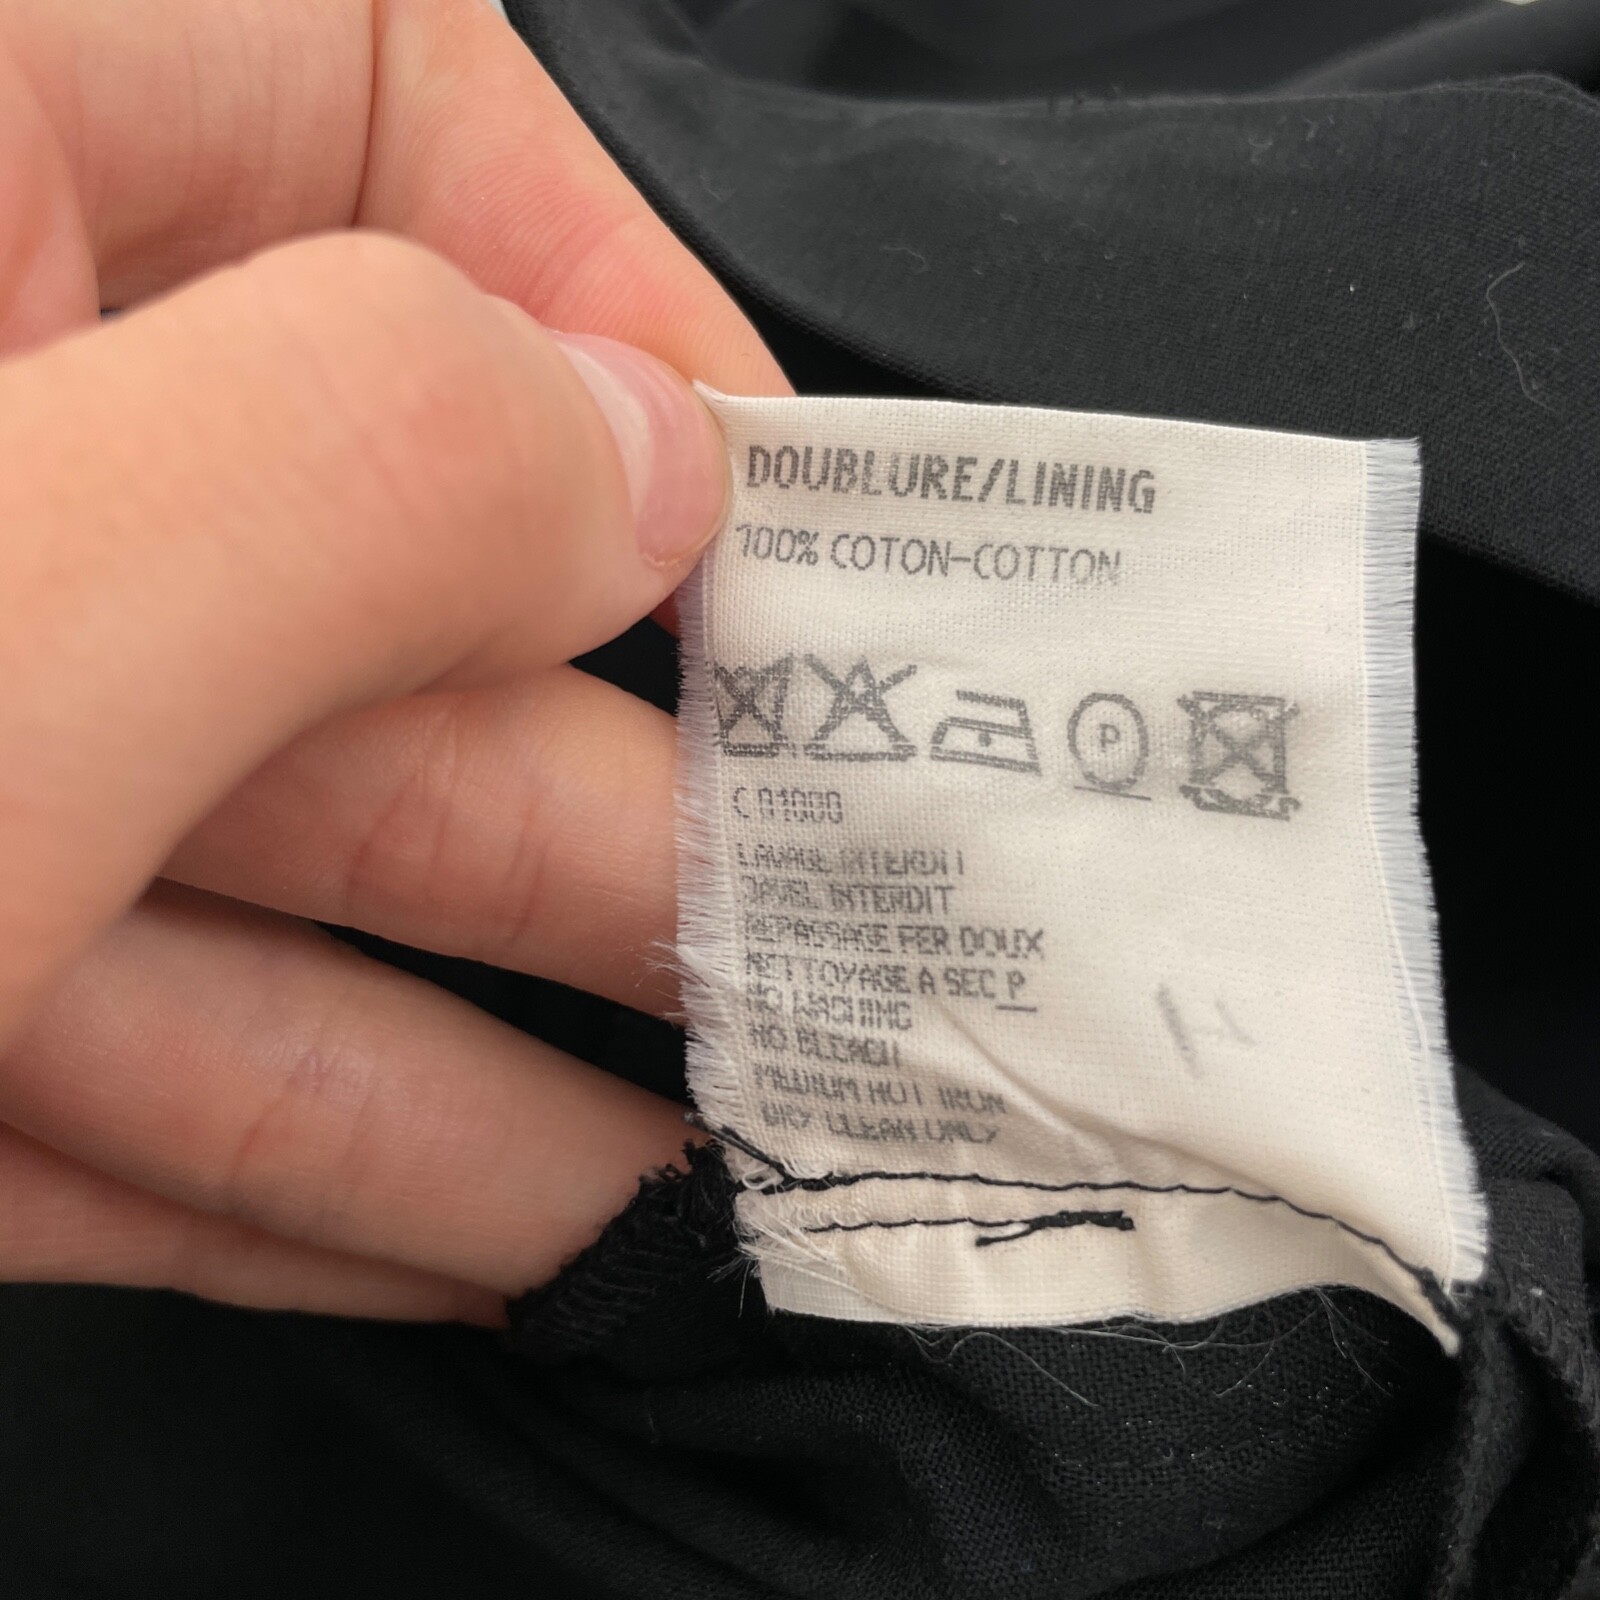 DOUBLURE/LINING
100% COTON-COTTON
P
C 01000
LAVAGE INTERDIT
JAVEL INTERDIT
REPASSAGE FER DOUX
NETTOYAGE A SEC P
NO WASHING
NO BLEACH
MEDIUM HOT IRON
DRY CLEAN ONLY